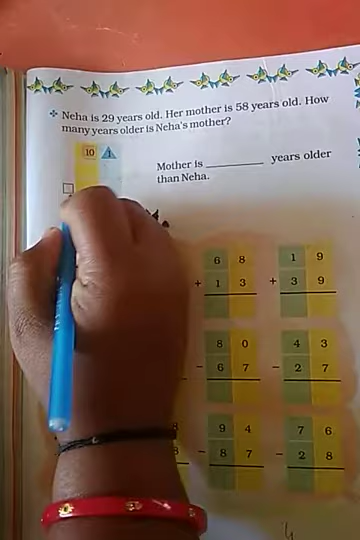 ❖ Neha is 29 years old. Her mother is 58 years old. How
many years older is Neha's mother?
10 1
Mother is ________ years older
than Neha.
6 8
+ 1 3
1 9
+ 3 9
8 0
- 6 7
4 3
- 2 7
9 4
- 8 7
7 6
- 2 8